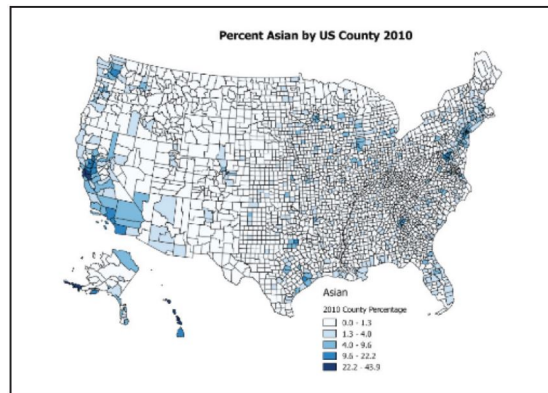 Percent Asian by US County 2010
Asian
2010 County Percentage
0.0 - 1.3
1.3 - 4.0
4.0 - 9.6
9.6 - 22.2
22.2 - 43.9